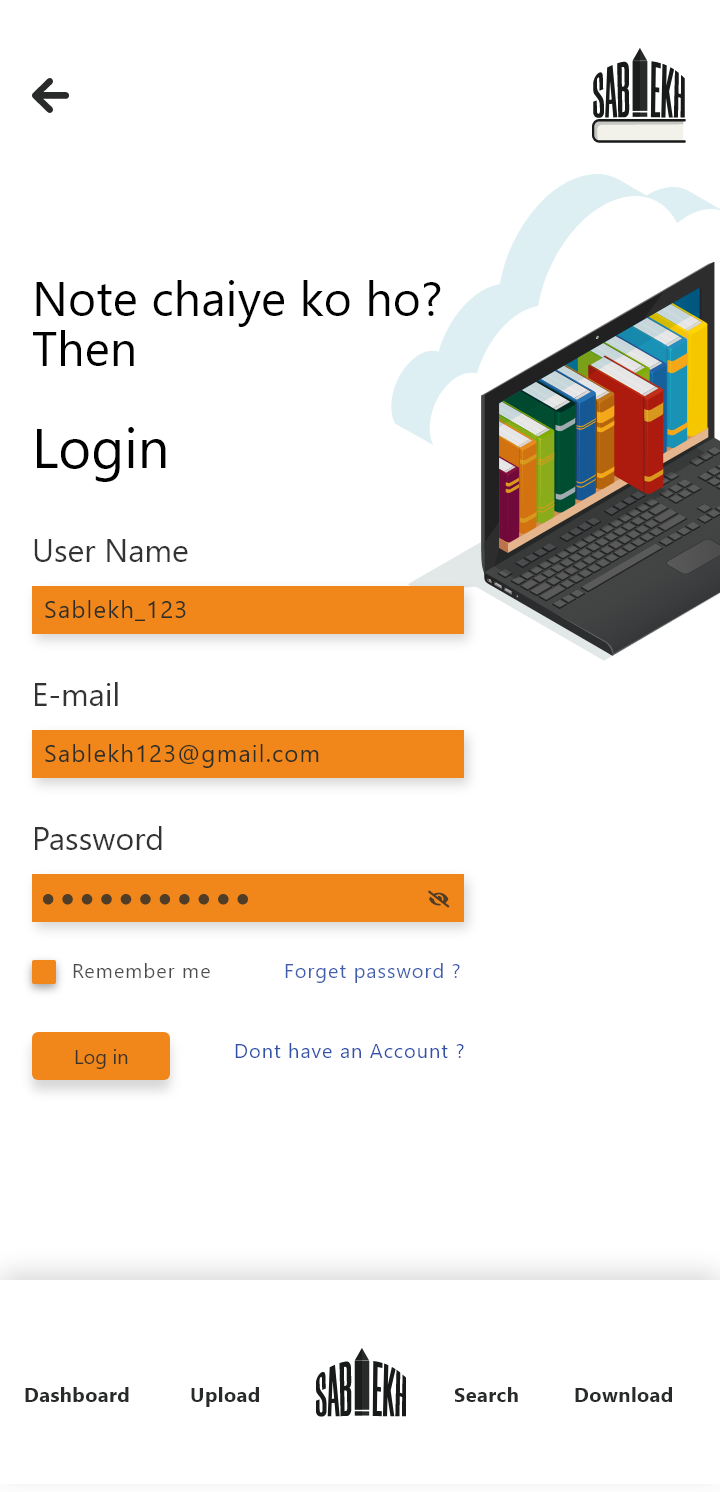 SABLEKH
Note chaiye ko ho?
Then
Login
User Name
Sablekh_123
E-mail
Sablekh123@gmail.com
Password
Remember me
Forget password ?
Log in
Dont have an Account ?
Dashboard
Upload
SABLEKH
Search
Download